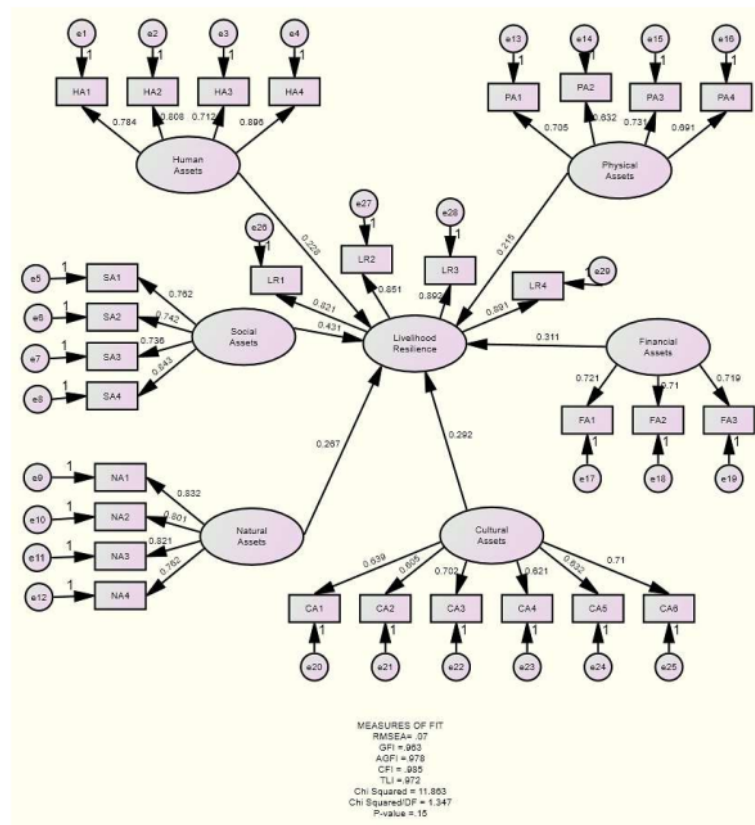 e1 e2 e3 e4
1 1 1 1
HA1 HA2 HA3 HA4
0.784 0.808 0.712 0.896
Human
Assets
e13 e14 e15 e16
1 1 1 1
PA1 PA2 PA3 PA4
0.705 0.632 0.731 0.691
Physical
Assets
0.228
0.215
e26 e27 e28 e29
1 1 1 1
LR1 LR2 LR3 LR4
0.821 0.851 0.892 0.891
Livelihood
Resilience
e5 1 SA1 0.762
e6 1 SA2 0.742
e7 1 SA3 0.736
e8 1 SA4 0.843
Social
Assets
0.431
0.311
Financial
Assets
0.721 0.71 0.719
FA1 FA2 FA3
1 1 1
e17 e18 e19
0.267
0.292
e9 1 NA1 0.832
e10 1 NA2 0.801
e11 1 NA3 0.821
e12 1 NA4 0.762
Natural
Assets
Cultural
Assets
0.639 0.605 0.702 0.621 0.632 0.71
CA1 CA2 CA3 CA4 CA5 CA6
1 1 1 1 1 1
e20 e21 e22 e23 e24 e25
MEASURES OF FIT
RMSEA= .07
GFI =.963
AGFI =.978
CFI = .985
TLI =.972
Chi Squared = 11.863
Chi Squared/DF = 1.347
P-value =.15